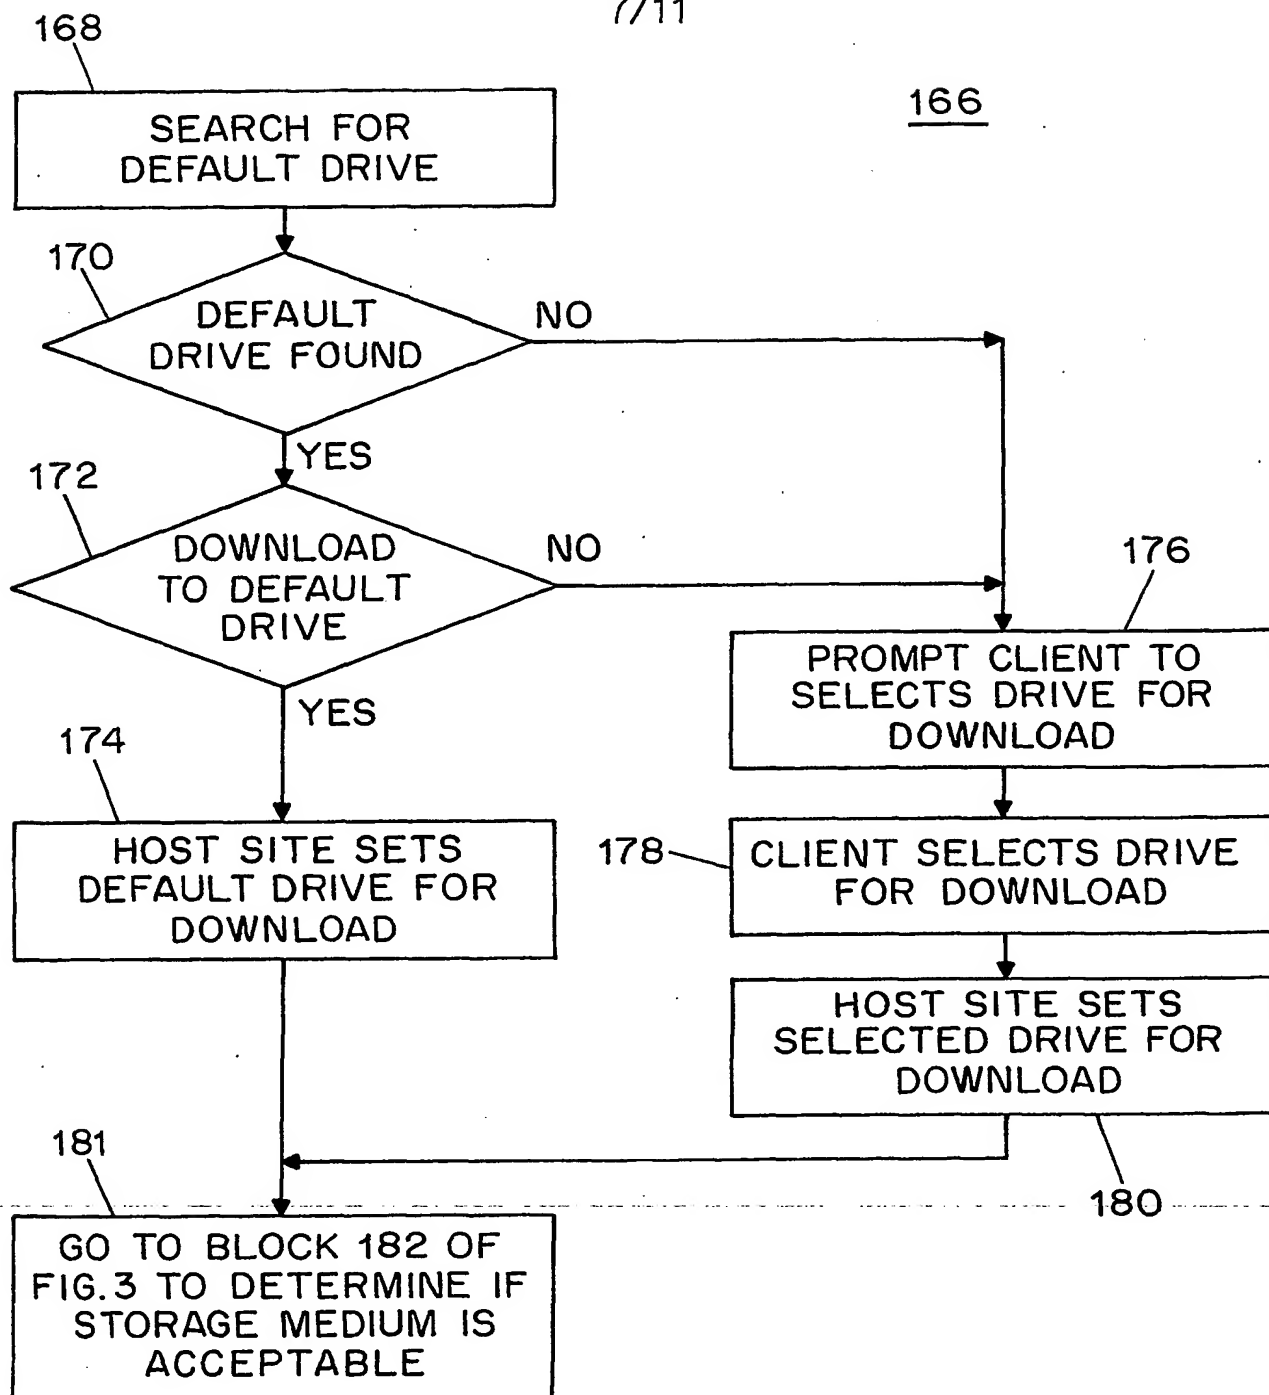 7/11
168
166
SEARCH FOR
DEFAULT DRIVE
170
DEFAULT
DRIVE FOUND
NO
YES
172
DOWNLOAD
TO DEFAULT
DRIVE
NO
YES
176
PROMPT CLIENT TO
SELECTS DRIVE FOR
DOWNLOAD
174
HOST SITE SETS
DEFAULT DRIVE FOR
DOWNLOAD
178
CLIENT SELECTS DRIVE
FOR DOWNLOAD
HOST SITE SETS
SELECTED DRIVE FOR
DOWNLOAD
180
181
GO TO BLOCK 182 OF
FIG.3 TO DETERMINE IF
STORAGE MEDIUM IS
ACCEPTABLE